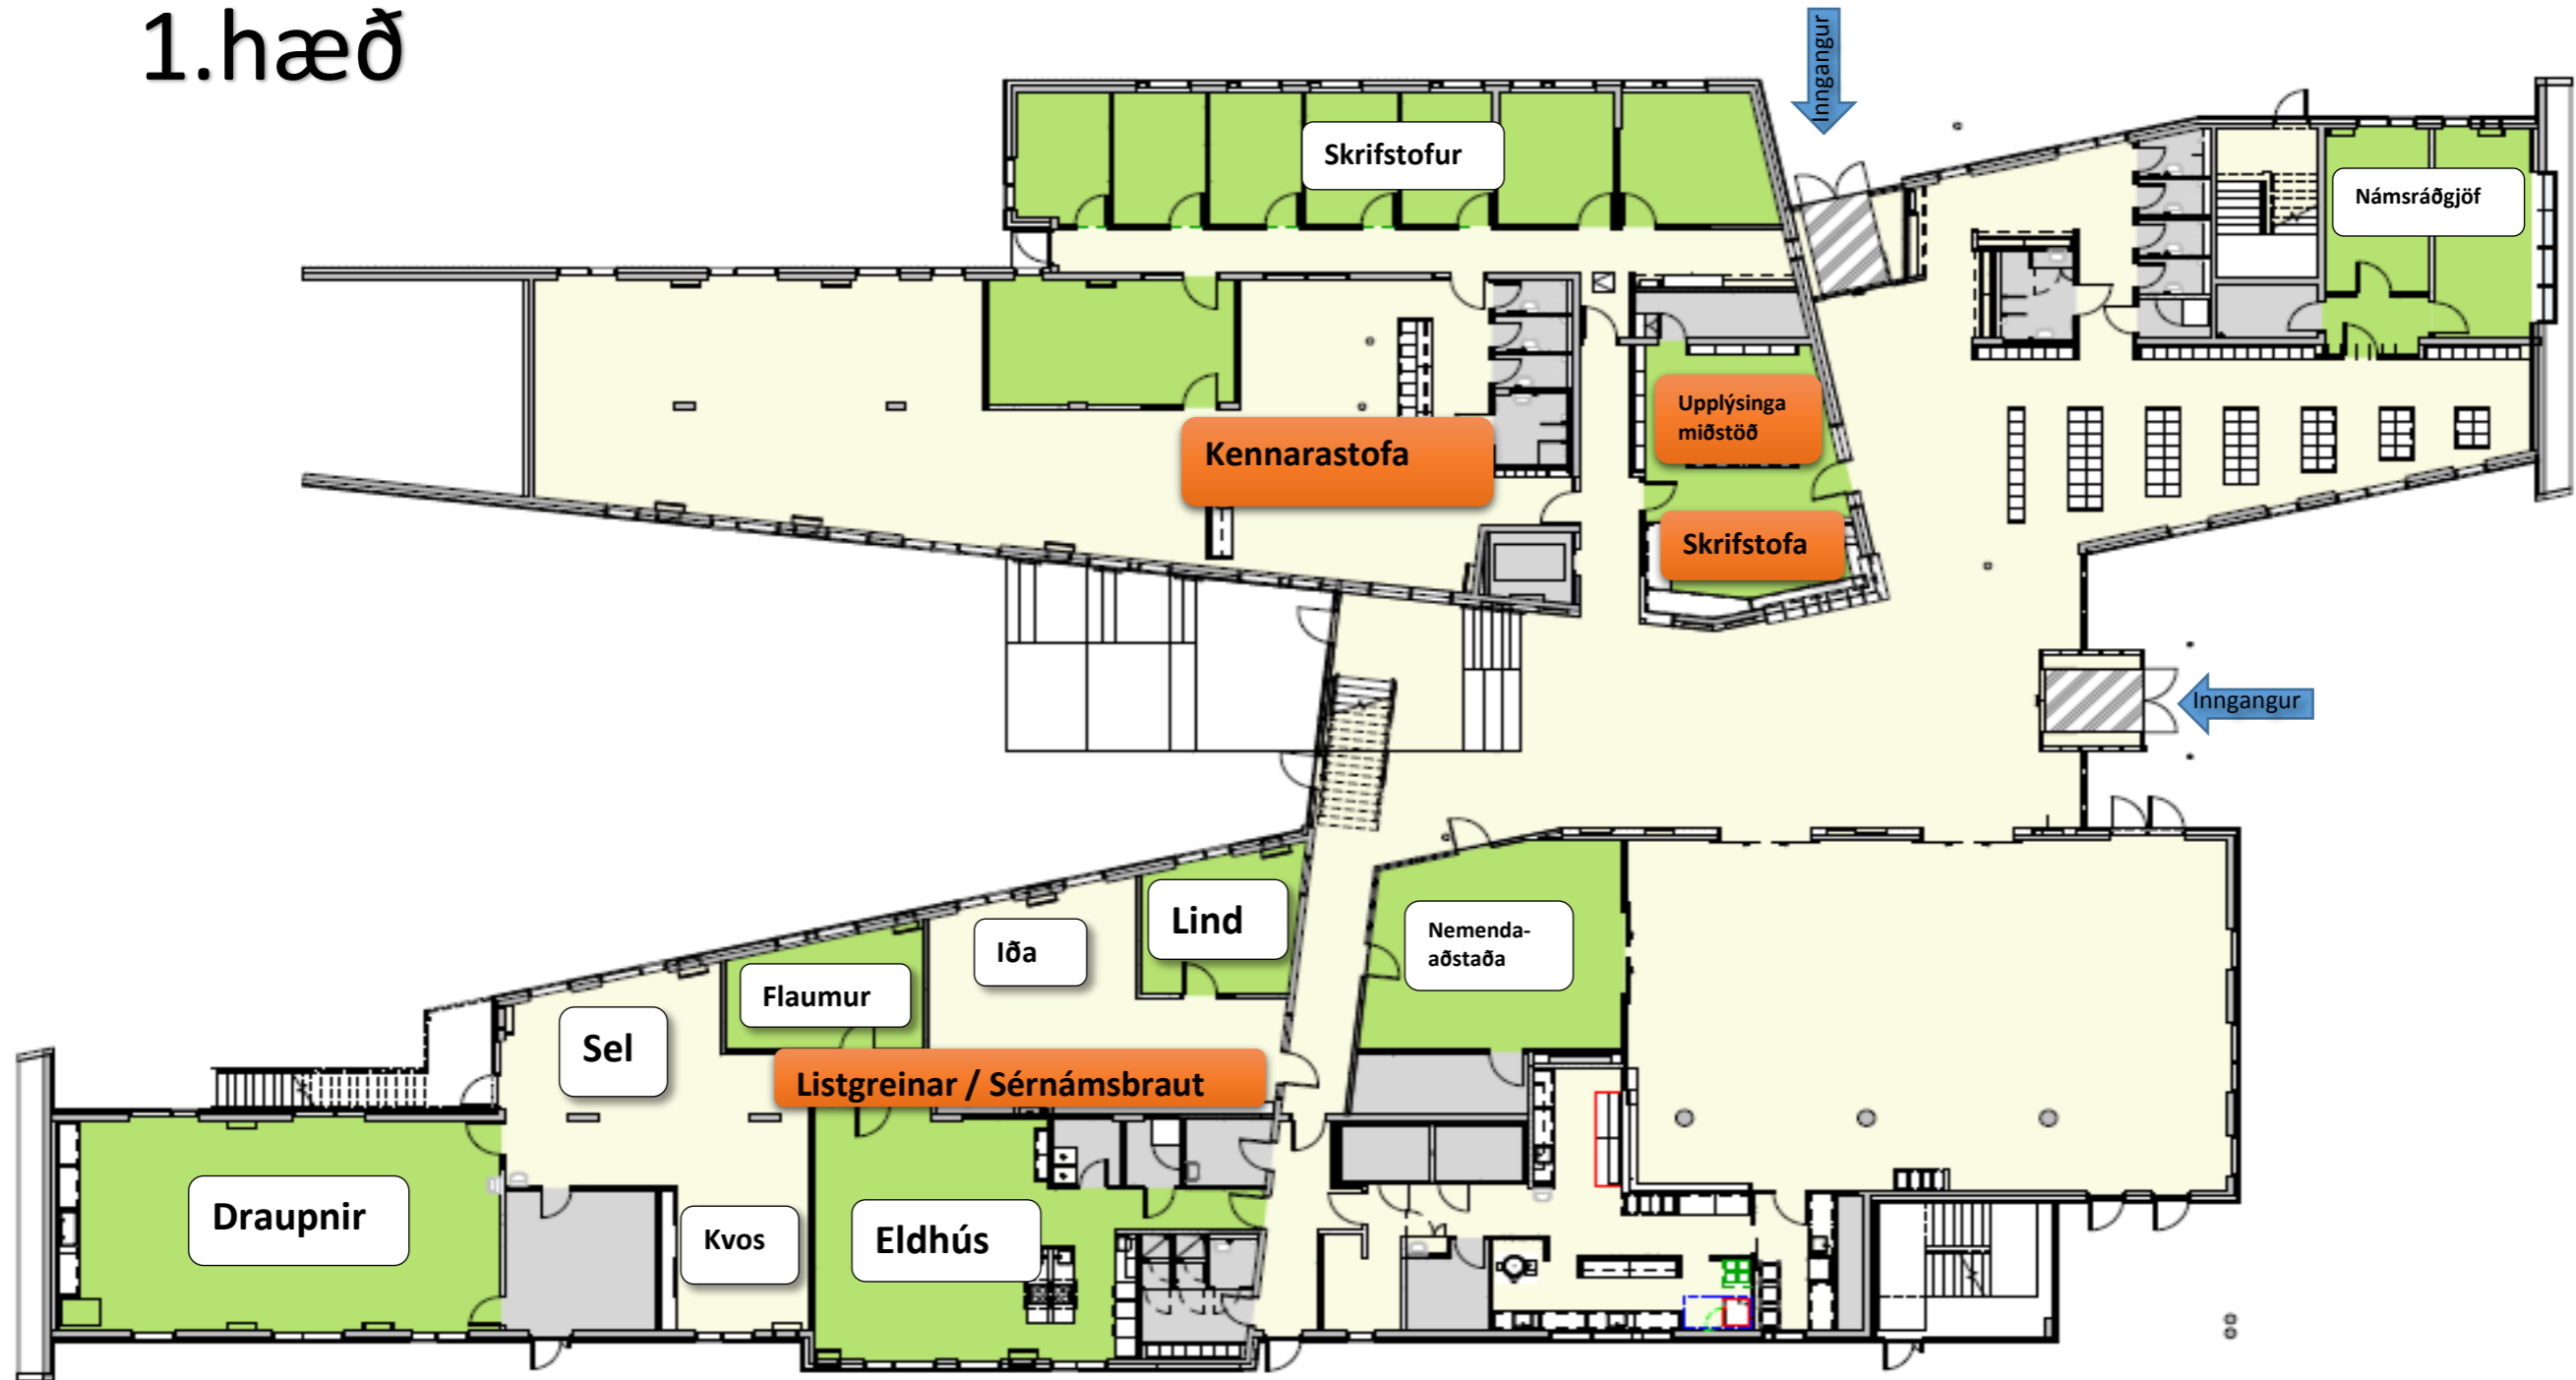 1.hæð
Inngangur
Skrifstofur
Námsráðgjöf
Upplýsinga
miðstöð
Kennarastofa
Skrifstofa
Inngangur
Lind
Nemenda-
aðstaða
Iða
Flaumur
Sel
Listgreinar / Sérnámsbraut
Draupnir
Kvos
Eldhús